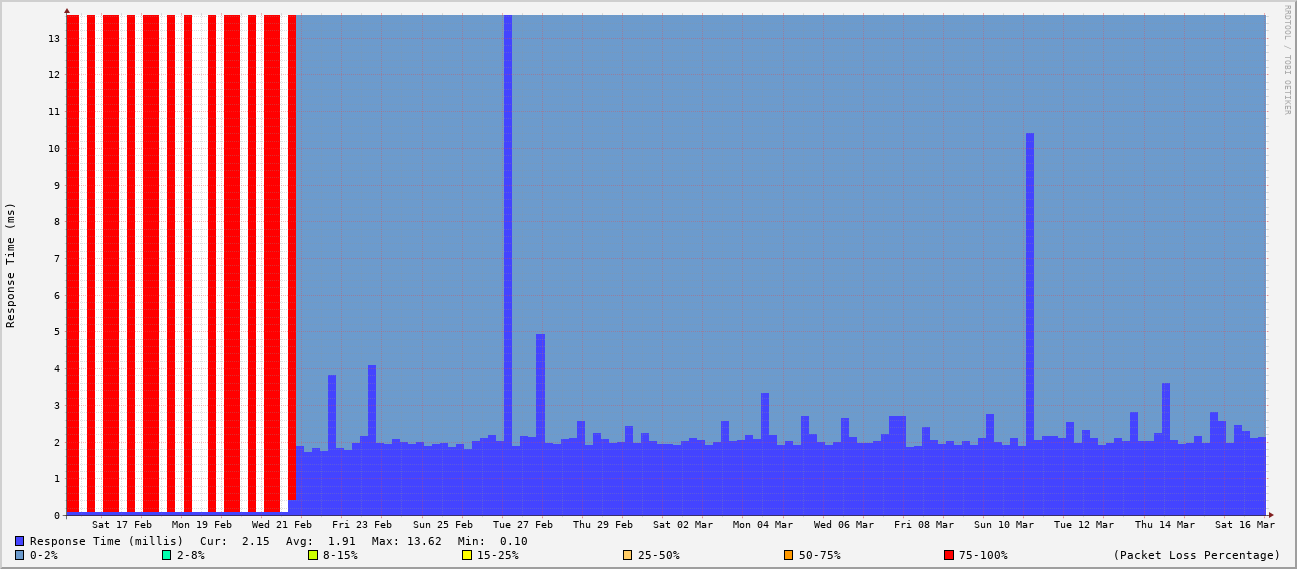 RRDTOOL / TOBI OETIKER
Response Time (ms)
13
12
11
10
9
8
7
6
5
4
3
2
1
0
Sat 17 Feb Mon 19 Feb Wed 21 Feb Fri 23 Feb Sun 25 Feb Tue 27 Feb Thu 29 Feb Sat 02 Mar Mon 04 Mar Wed 06 Mar Fri 08 Mar Sun 10 Mar Tue 12 Mar Thu 14 Mar Sat 16 Mar
Response Time (millis) Cur: 2.15 Avg: 1.91 Max: 13.62 Min: 0.10
0-2% 2-8% 8-15% 15-25% 25-50% 50-75% 75-100% (Packet Loss Percentage)